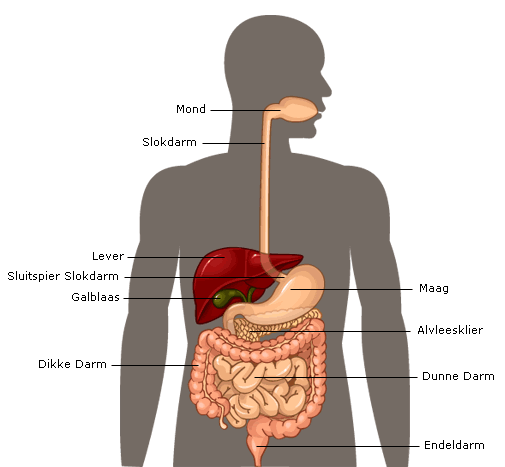 Mond
Slokdarm
Lever
Sluitspier Slokdarm
Galblaas
Maag
Alvleesklier
Dikke Darm
Dunne Darm
Endeldarm